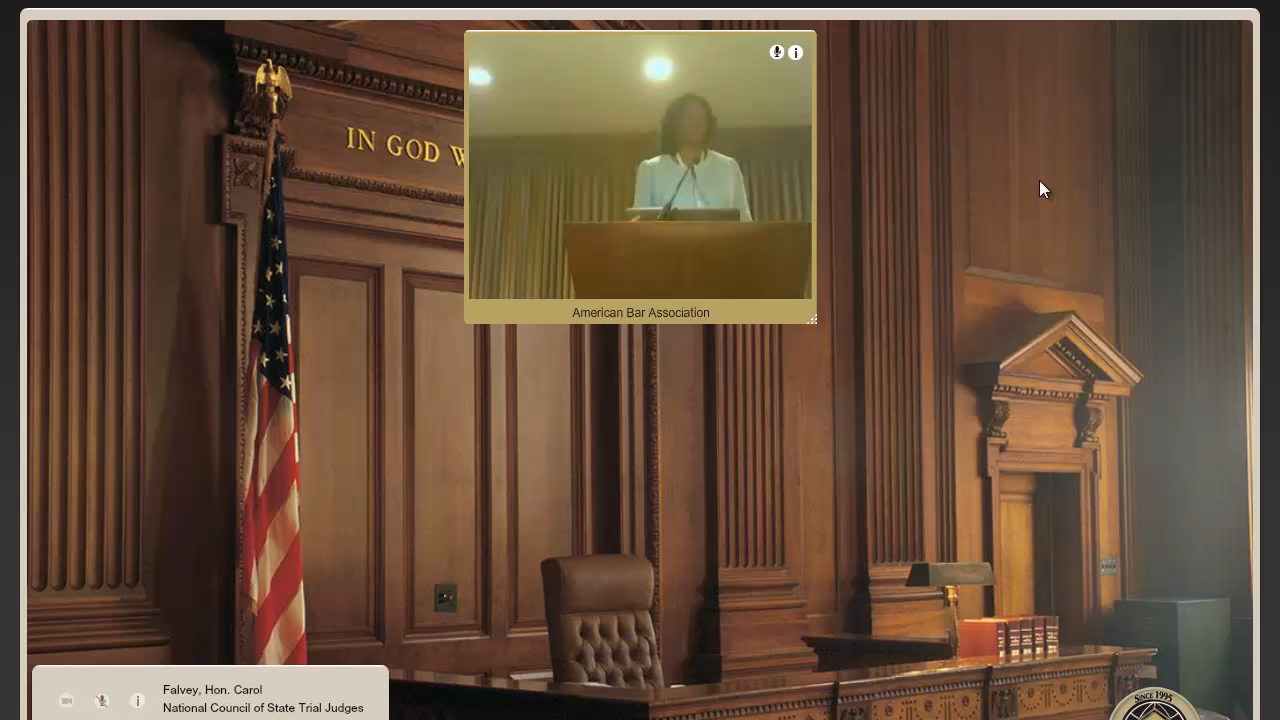 IN GOD W
American Bar Association
Falvey, Hon. Carol
National Council of State Trial Judges
SINCE 1995